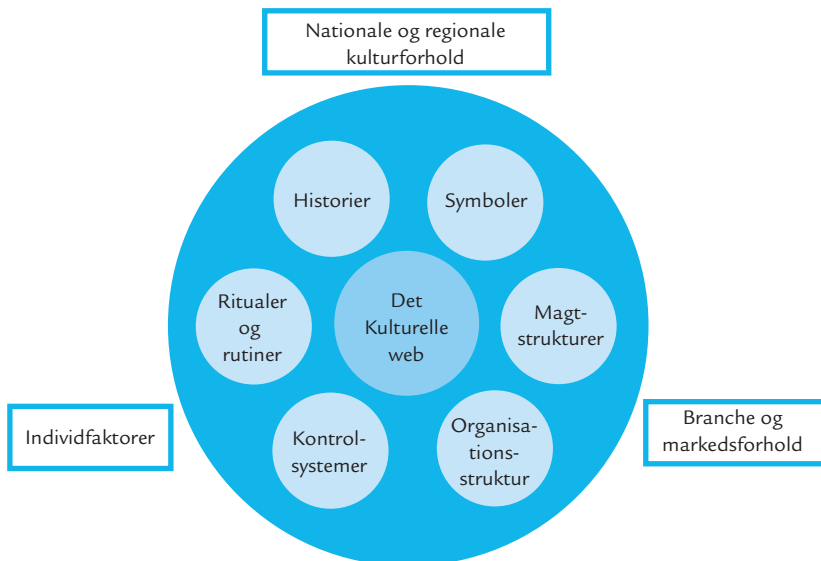 Nationale og regionale
kulturforhold
Historier
Symboler
Ritualer
og
rutiner
Det
Kulturelle
web
Magt-
strukturer
Individfaktorer
Kontrol-
systemer
Organisa-
tions-
struktur
Branche og
markedsforhold